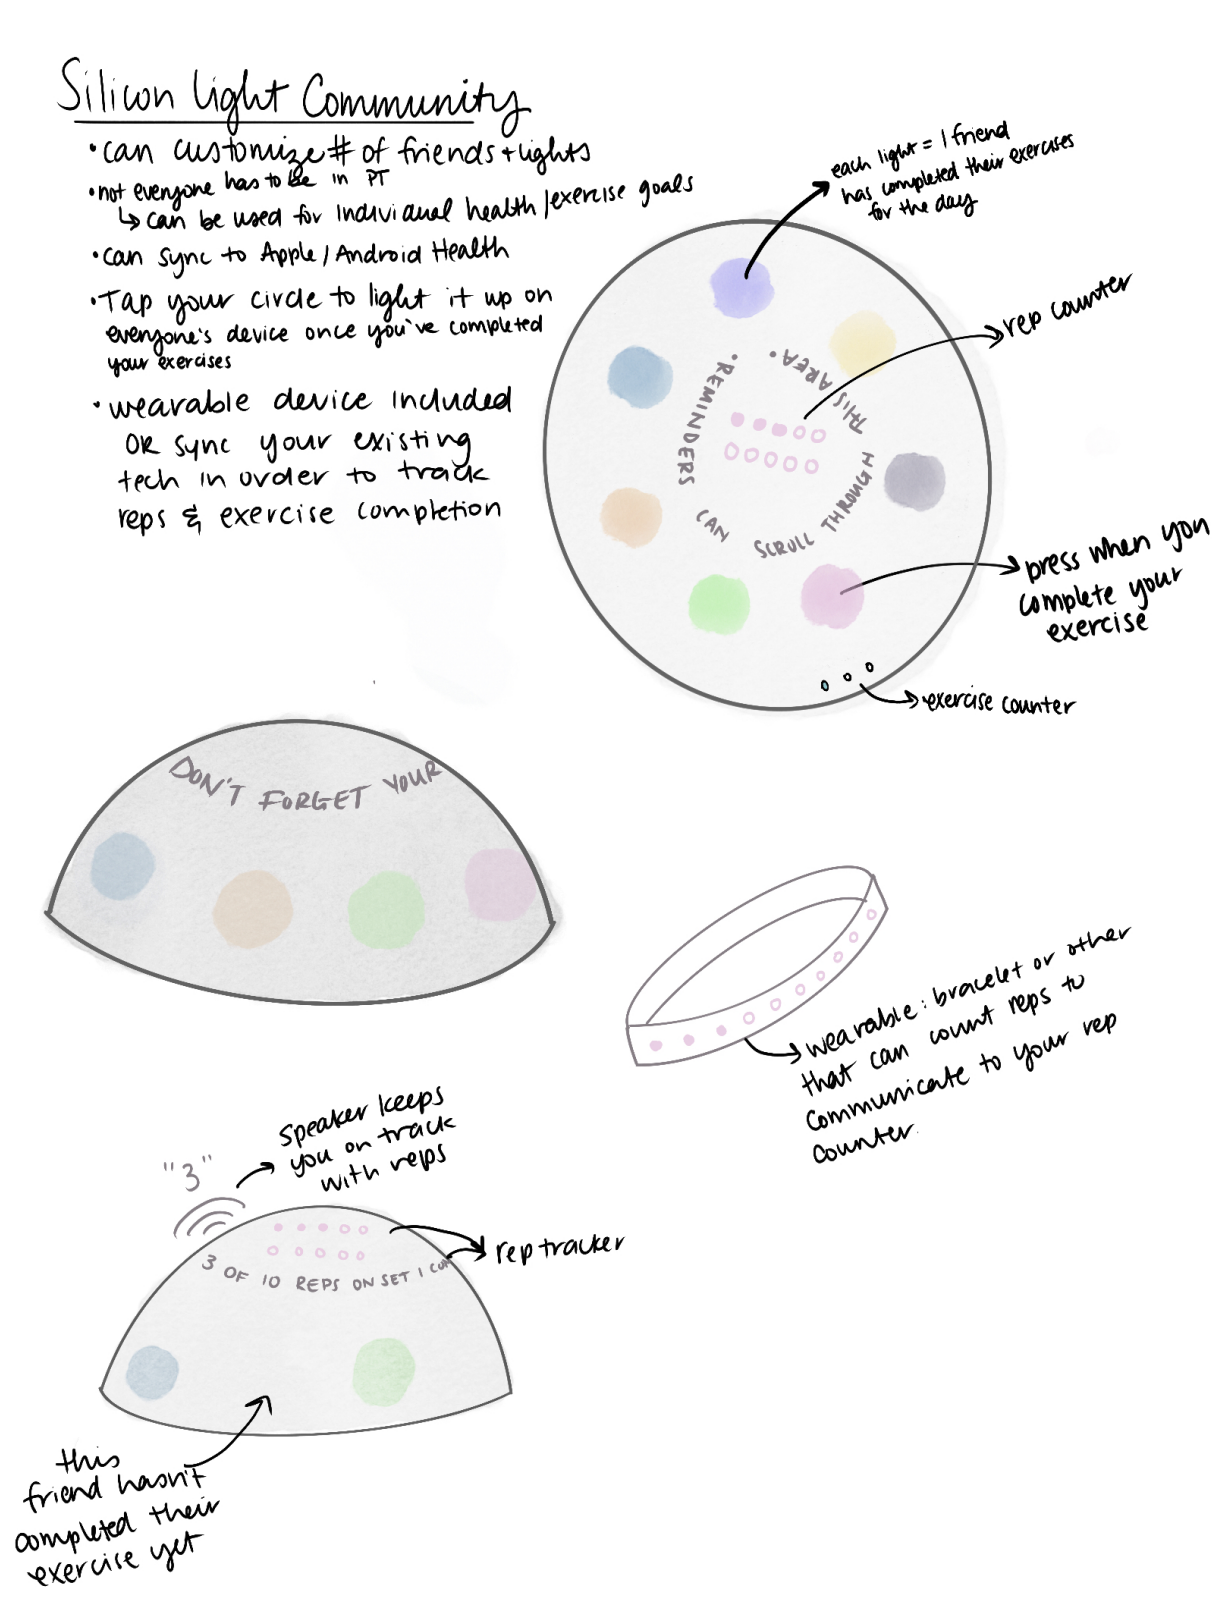 Silicon Light Community
• can customize # of friends + lights
• not everyone has to be in PT
↳ can be used for individual health/exercise goals
• can sync to Apple/Android Health
• Tap your circle to light it up on
everyone's device once you've completed
your exercises
• wearable device included
OR sync your existing
tech in order to track
reps & exercise completion
each light = 1 friend
has completed their exercises
for the day
rep counter
• REMINDERS CAN SCROLL THROUGH THIS AREA •
press when you
complete your
exercise
exercise counter
DON'T FORGET YOUR
wearable: bracelet or other
that can count reps to
communicate to your rep
counter.
speaker keeps
you on track
with reps
"3"
rep tracker
3 OF 10 REPS ON SET 1 COM
this
friend hasn't
completed their
exercise yet